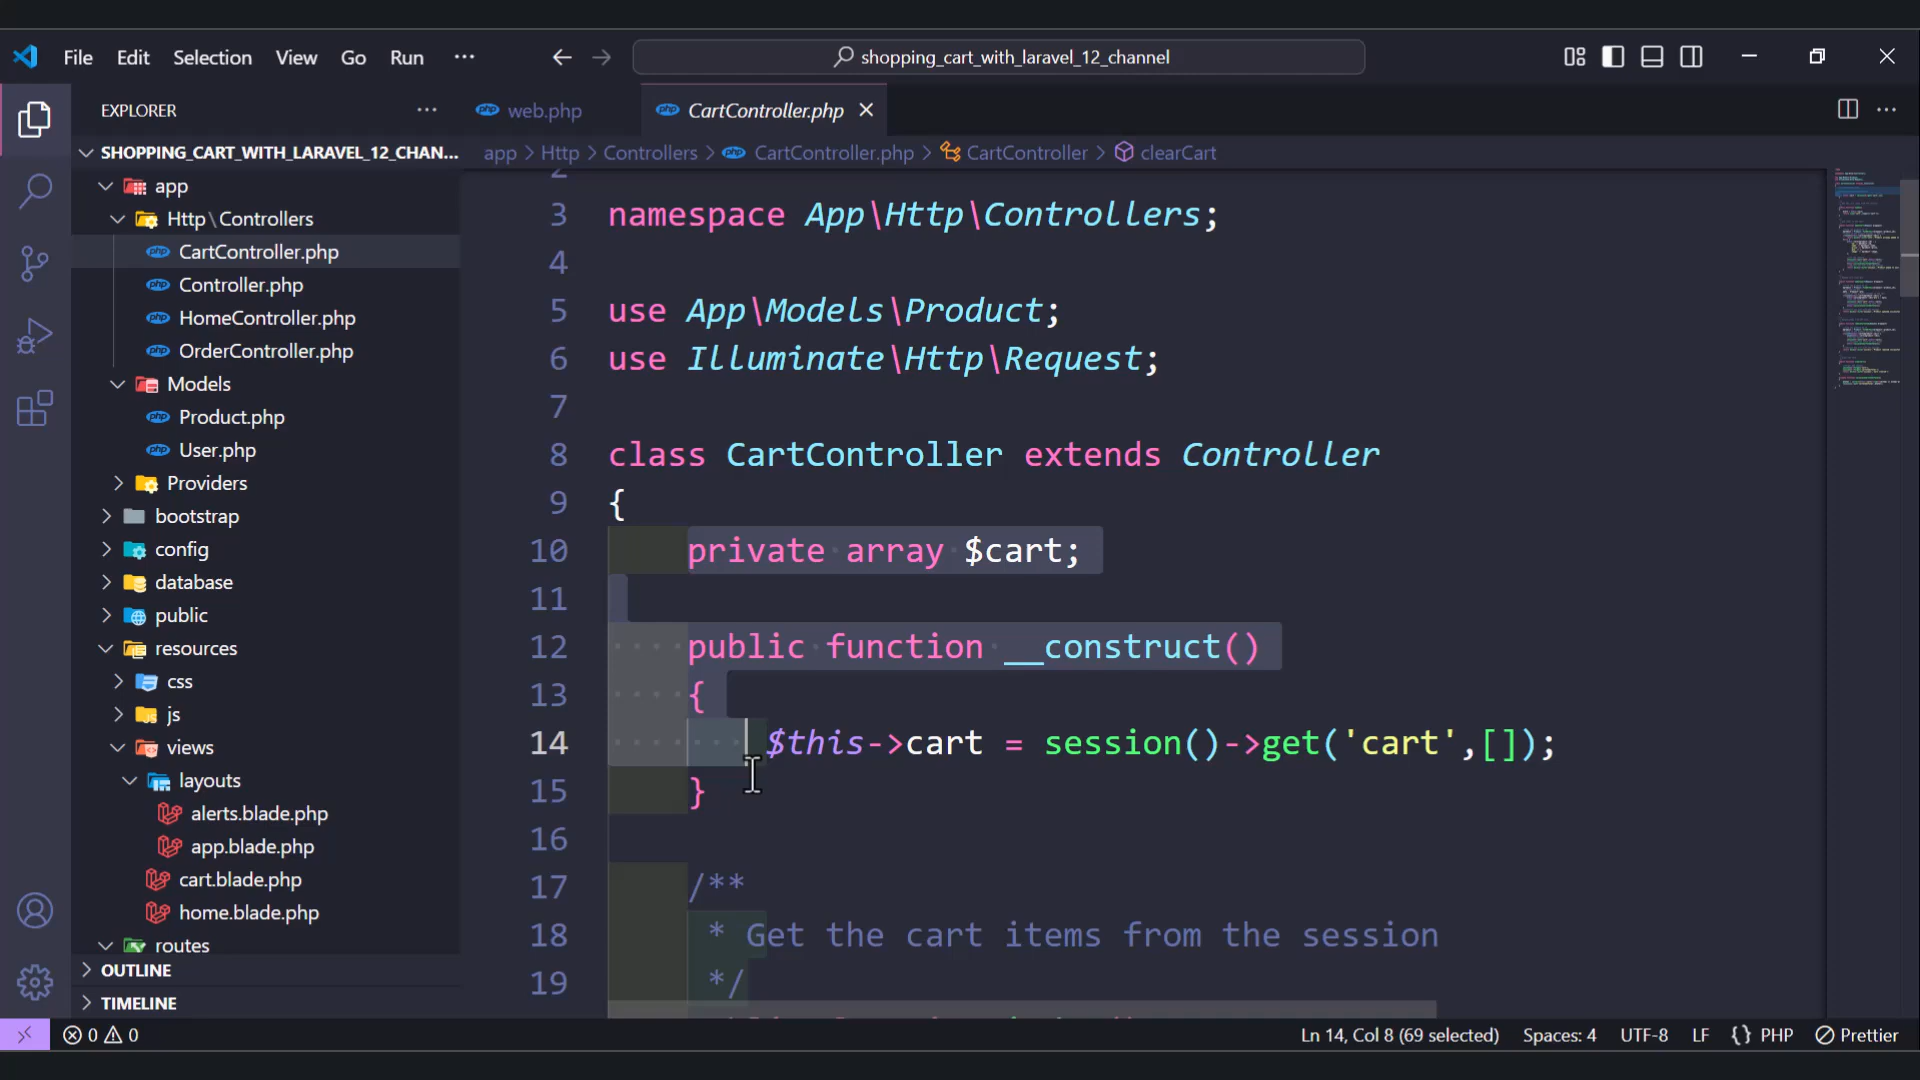 File Edit Selection View Go Run ···
shopping_cart_with_laravel_12_channel
EXPLORER
SHOPPING_CART_WITH_LARAVEL_12_CHAN...
app
Http\Controllers
CartController.php
Controller.php
HomeController.php
OrderController.php
Models
Product.php
User.php
Providers
bootstrap
config
database
public
resources
css
js
views
layouts
alerts.blade.php
app.blade.php
cart.blade.php
home.blade.php
routes
OUTLINE
TIMELINE
web.php CartController.php
app > Http > Controllers > CartController.php > CartController > clearCart
2
3 namespace App\Http\Controllers;
4
5 use App\Models\Product;
6 use Illuminate\Http\Request;
7
8 class CartController extends Controller
9 {
10 private array $cart;
11
12 public function __construct()
13 {
14 $this->cart = session()->get('cart',[]);
15 }
16
17 /**
18 * Get the cart items from the session
19 */
0 0 Ln 14, Col 8 (69 selected) Spaces: 4 UTF-8 LF {} PHP Prettier